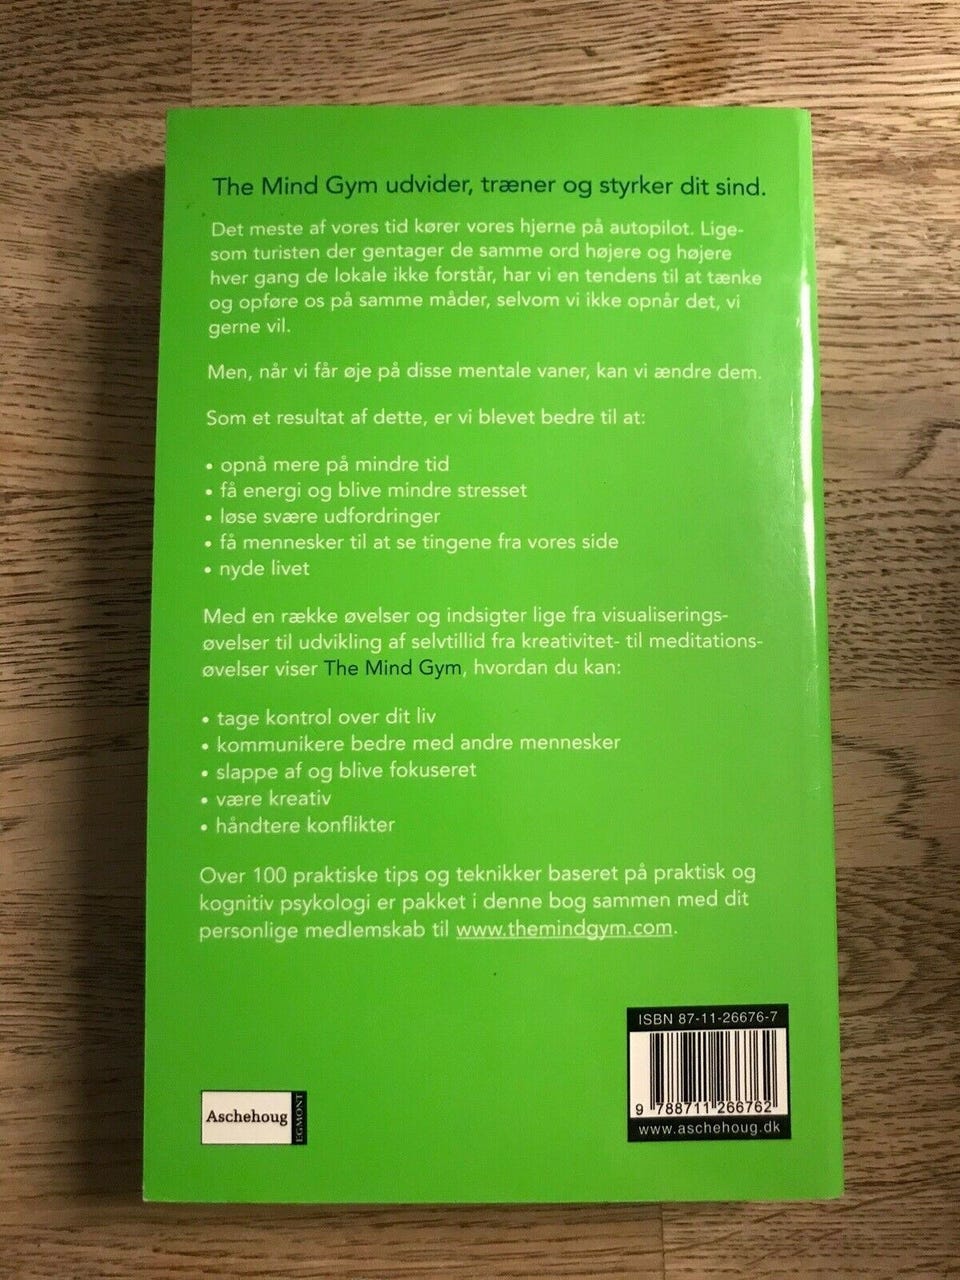 The Mind Gym udvider, træner og styrker dit sind.
Det meste af vores tid kører vores hjerne på autopilot. Lige-
som turisten der gentager de samme ord højere og højere
hver gang de lokale ikke forstår, har vi en tendens til at tænke
og opføre os på samme måder, selvom vi ikke opnår det, vi
gerne vil.
Men, når vi får øje på disse mentale vaner, kan vi ændre dem.
Som et resultat af dette, er vi blevet bedre til at:
• opnå mere på mindre tid
• få energi og blive mindre stresset
• løse svære udfordringer
• få mennesker til at se tingene fra vores side
• nyde livet
Med en række øvelser og indsigter lige fra visualiserings-
øvelser til udvikling af selvtillid fra kreativitet- til meditations-
øvelser viser The Mind Gym, hvordan du kan:
• tage kontrol over dit liv
• kommunikere bedre med andre mennesker
• slappe af og blive fokuseret
• være kreativ
• håndtere konflikter
Over 100 praktiske tips og teknikker baseret på praktisk og
kognitiv psykologi er pakket i denne bog sammen med dit
personlige medlemskab til www.themindgym.com.
ISBN 87-11-26676-7
9 788711 266762
www.aschehoug.dk
Aschehoug
EGMONT